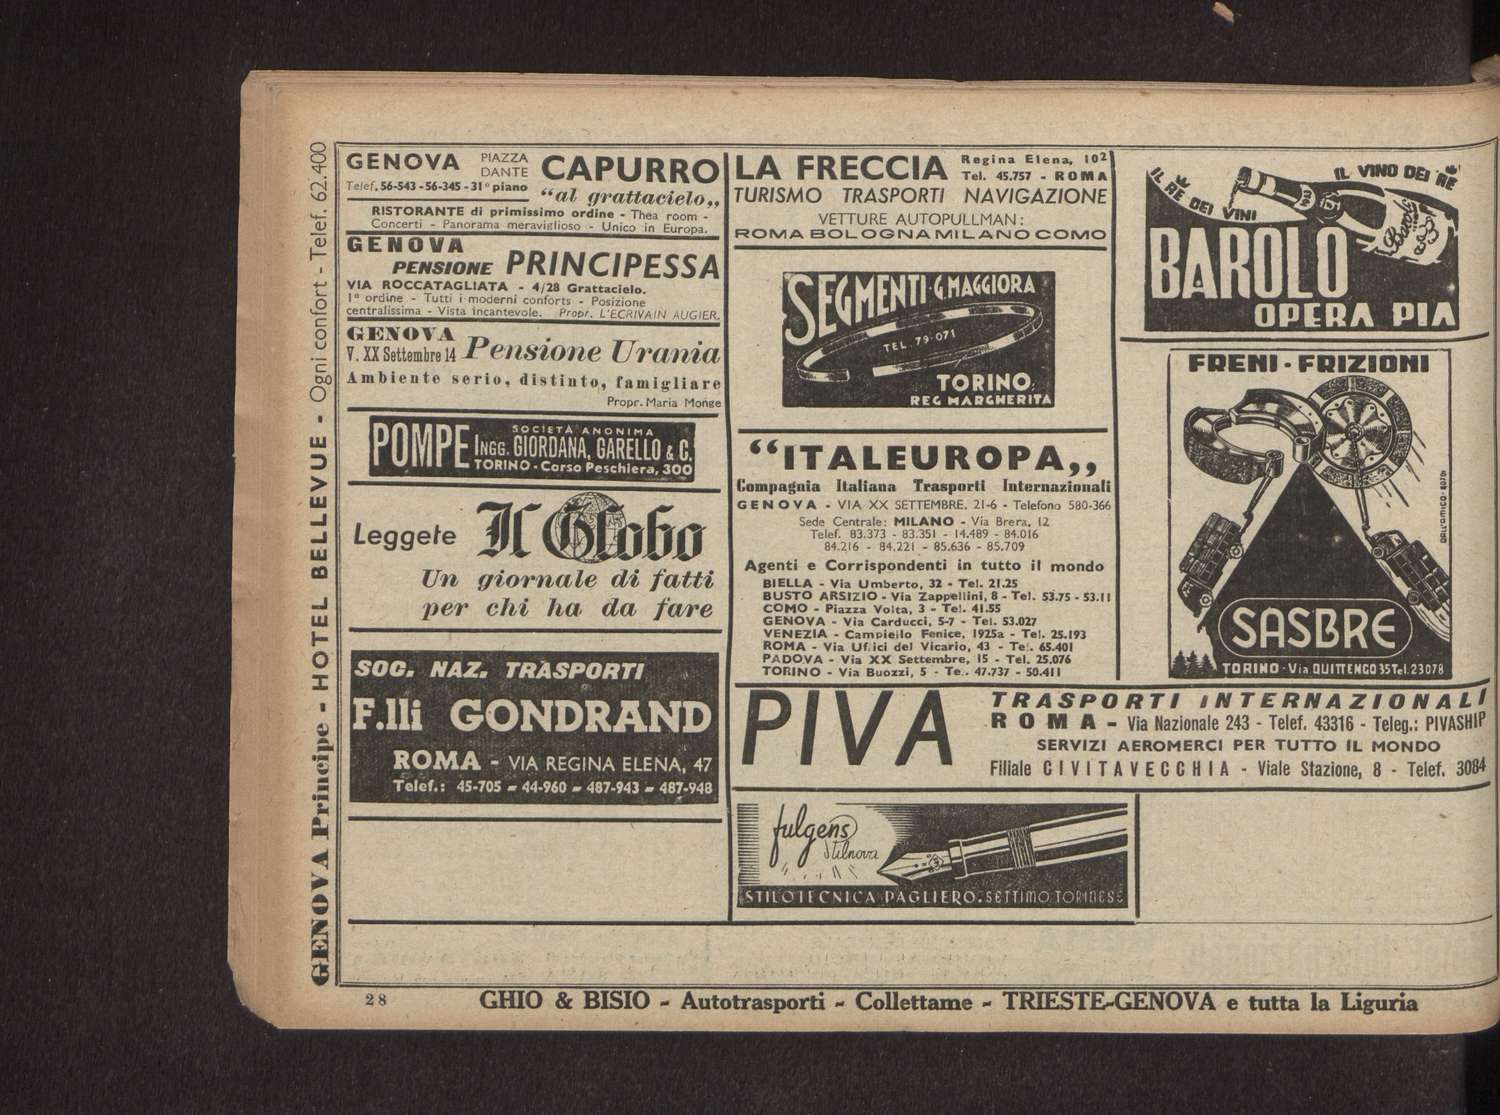 GENOVA Principe - HOTEL BELLEVUE - Ogni confort - Telef. 62.400
GENOVA PIAZZA DANTE CAPURRO
Telef. 56-543 - 56-345 - 31° piano "al grattacielo„
RISTORANTE di primissimo ordine - Thea room -
Concerti - Panorama meraviglioso - Unico in Europa.
GENOVA
PENSIONE PRINCIPESSA
VIA ROCCATAGLIATA - 4/28 Grattacielo.
1° ordine - Tutti i moderni conforts - Posizione
centralissima - Vista incantevole. Propr. L'ECRIVAIN AUGIER.
GENOVA
V. XX Settembre 14 Pensione Urania
Ambiente serio, distinto, famigliare
Propr. Maria Monge
POMPE SOCIETÀ ANONIMA
INGG. GIORDANA, GARELLO & C.
TORINO - Corso Peschiera, 300
Leggete Il Globo
Un giornale di fatti
per chi ha da fare
SOC. NAZ. TRASPORTI
F.lli GONDRAND
ROMA - VIA REGINA ELENA, 47
Telef.: 45-705 - 44-960 - 487-943 - 487-948
LA FRECCIA Regina Elena, 102
Tel. 45.757 - ROMA
TURISMO TRASPORTI NAVIGAZIONE
VETTURE AUTOPULLMAN:
ROMA BOLOGNA MILANO COMO
SEGMENTI G. MAGGIORA
TEL. 79-071
TORINO
REG MARGHERITA
"ITALEUROPA„
Compagnia Italiana Trasporti Internazionali
GENOVA - VIA XX SETTEMBRE, 21-6 - Telefono 580-366
Sede Centrale: MILANO - Via Brera, 12
Telef. 83.373 - 83.351 - 14.489 - 84.016
84.216 - 84.221 - 85.636 - 85.709
Agenti e Corrispondenti in tutto il mondo
BIELLA - Via Umberto, 32 - Tel. 21.25
BUSTO ARSIZIO - Via Zappellini, 8 - Tel. 53.75 - 53.11
COMO - Piazza Volta, 3 - Tel. 41.55
GENOVA - Via Carducci, 5-7 - Tel. 53.027
VENEZIA - Campiello Fenice, 1925a - Tel. 25.193
ROMA - Via Uffici del Vicario, 43 - Tel. 65.401
PADOVA - Via XX Settembre, 15 - Tel. 25.076
TORINO - Via Buozzi, 5 - Te.. 47.737 - 50.411
IL RE DEI VINI
IL VINO DEI RE
Barolo
BAROLO
OPERA PIA
FRENI - FRIZIONI
DALL'AMICO
SASBRE
TORINO - Via QUITTENGO 35 Tel. 23078
PIVA TRASPORTI INTERNAZIONALI
ROMA - Via Nazionale 243 - Telef. 43316 - Teleg.: PIVASHIP
SERVIZI AEROMERCI PER TUTTO IL MONDO
Filiale CIVITAVECCHIA - Viale Stazione, 8 - Telef. 3084
fulgens
Stilnova
STILOTECNICA PAGLIERO. SETTIMO TORINESE
28
GHIO & BISIO - Autotrasporti - Collettame - TRIESTE-GENOVA e tutta la Liguria